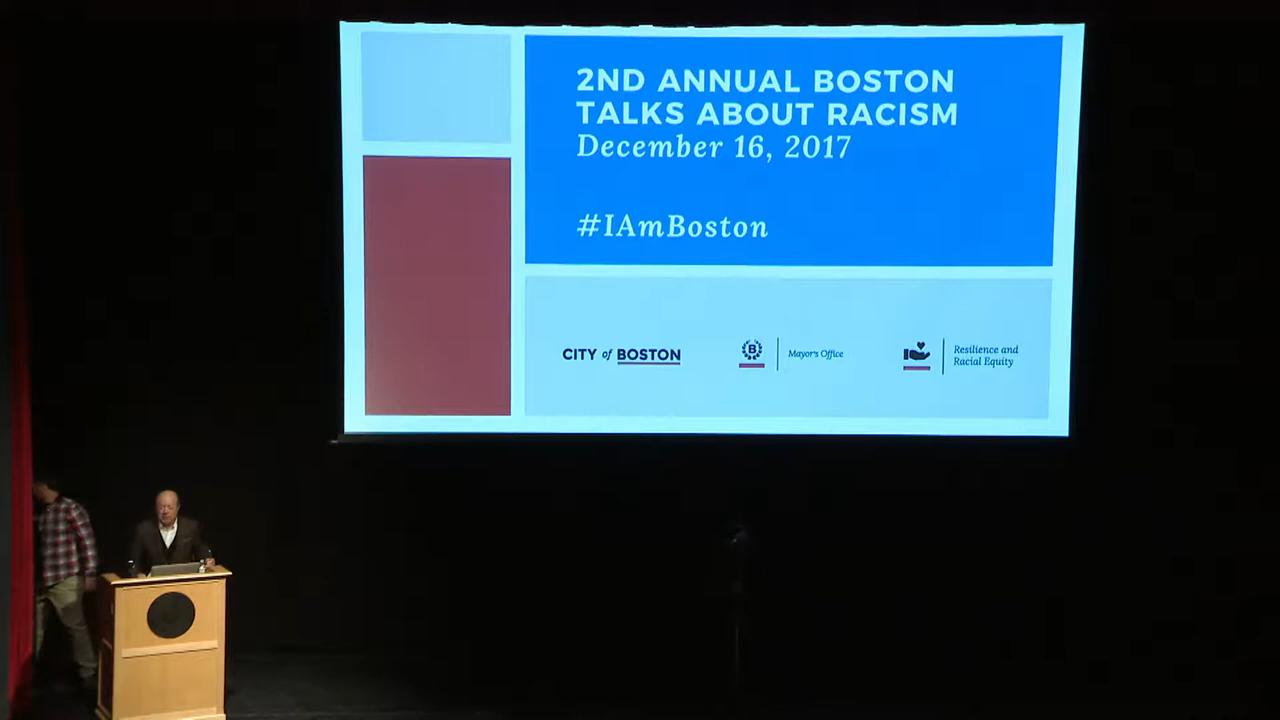 2ND ANNUAL BOSTON
TALKS ABOUT RACISM
December 16, 2017
#IAmBoston
CITY of BOSTON
B
Mayor's Office
Resilience and
Racial Equity